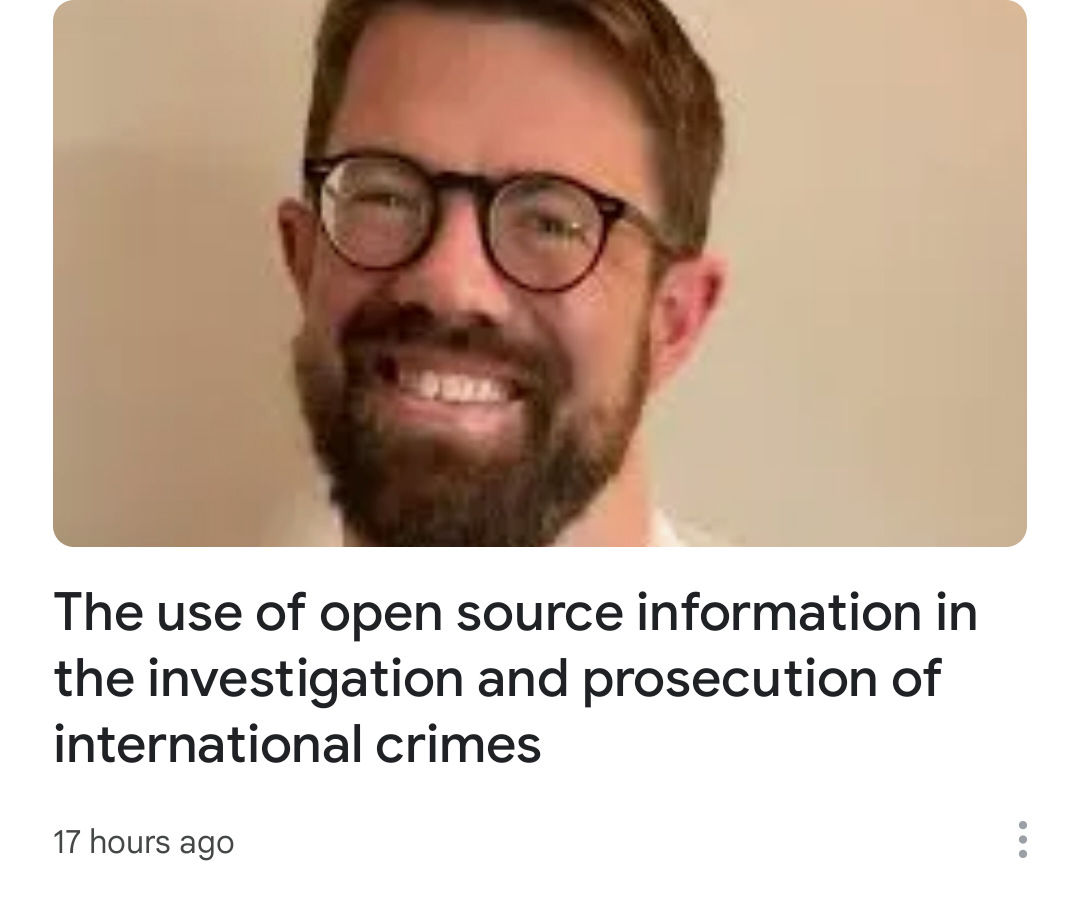 The use of open source information in
the investigation and prosecution of
international crimes
17 hours ago